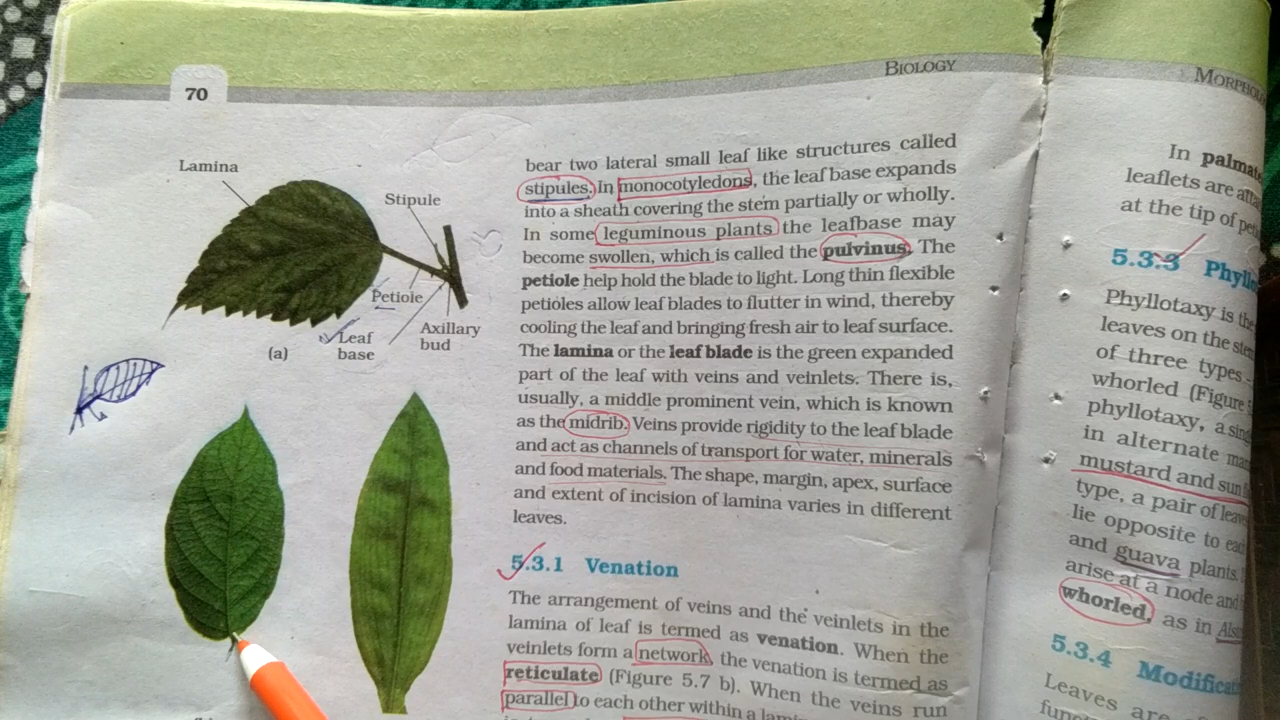 70
BIOLOGY
Lamina
Stipule
Petiole
Leaf base
Axillary bud
(a)
bear two lateral small leaf like structures called
stipules. In monocotyledons, the leaf base expands
into a sheath covering the stem partially or wholly.
In some leguminous plants the leafbase may
become swollen, which is called the pulvinus. The
petiole help hold the blade to light. Long thin flexible
petioles allow leaf blades to flutter in wind, thereby
cooling the leaf and bringing fresh air to leaf surface.
The lamina or the leaf blade is the green expanded
part of the leaf with veins and veinlets. There is,
usually, a middle prominent vein, which is known
as the midrib. Veins provide rigidity to the leaf blade
and act as channels of transport for water, minerals
and food materials. The shape, margin, apex, surface
and extent of incision of lamina varies in different
leaves.
5.3.1 Venation
The arrangement of veins and the veinlets in the
lamina of leaf is termed as venation. When the
veinlets form a network, the venation is termed as
reticulate (Figure 5.7 b). When the veins run
parallel to each other within a
In
leaflets are
at the tip of
5.3.3
Phyllotaxy is the
leaves on the
of three types
whorled (Figure
phyllotaxy, a
in alternate
mustard and sun
type, a pair of
lie opposite to
and guava plants.
arise at a node and
whorled, as in
5.3.4
Leaves are